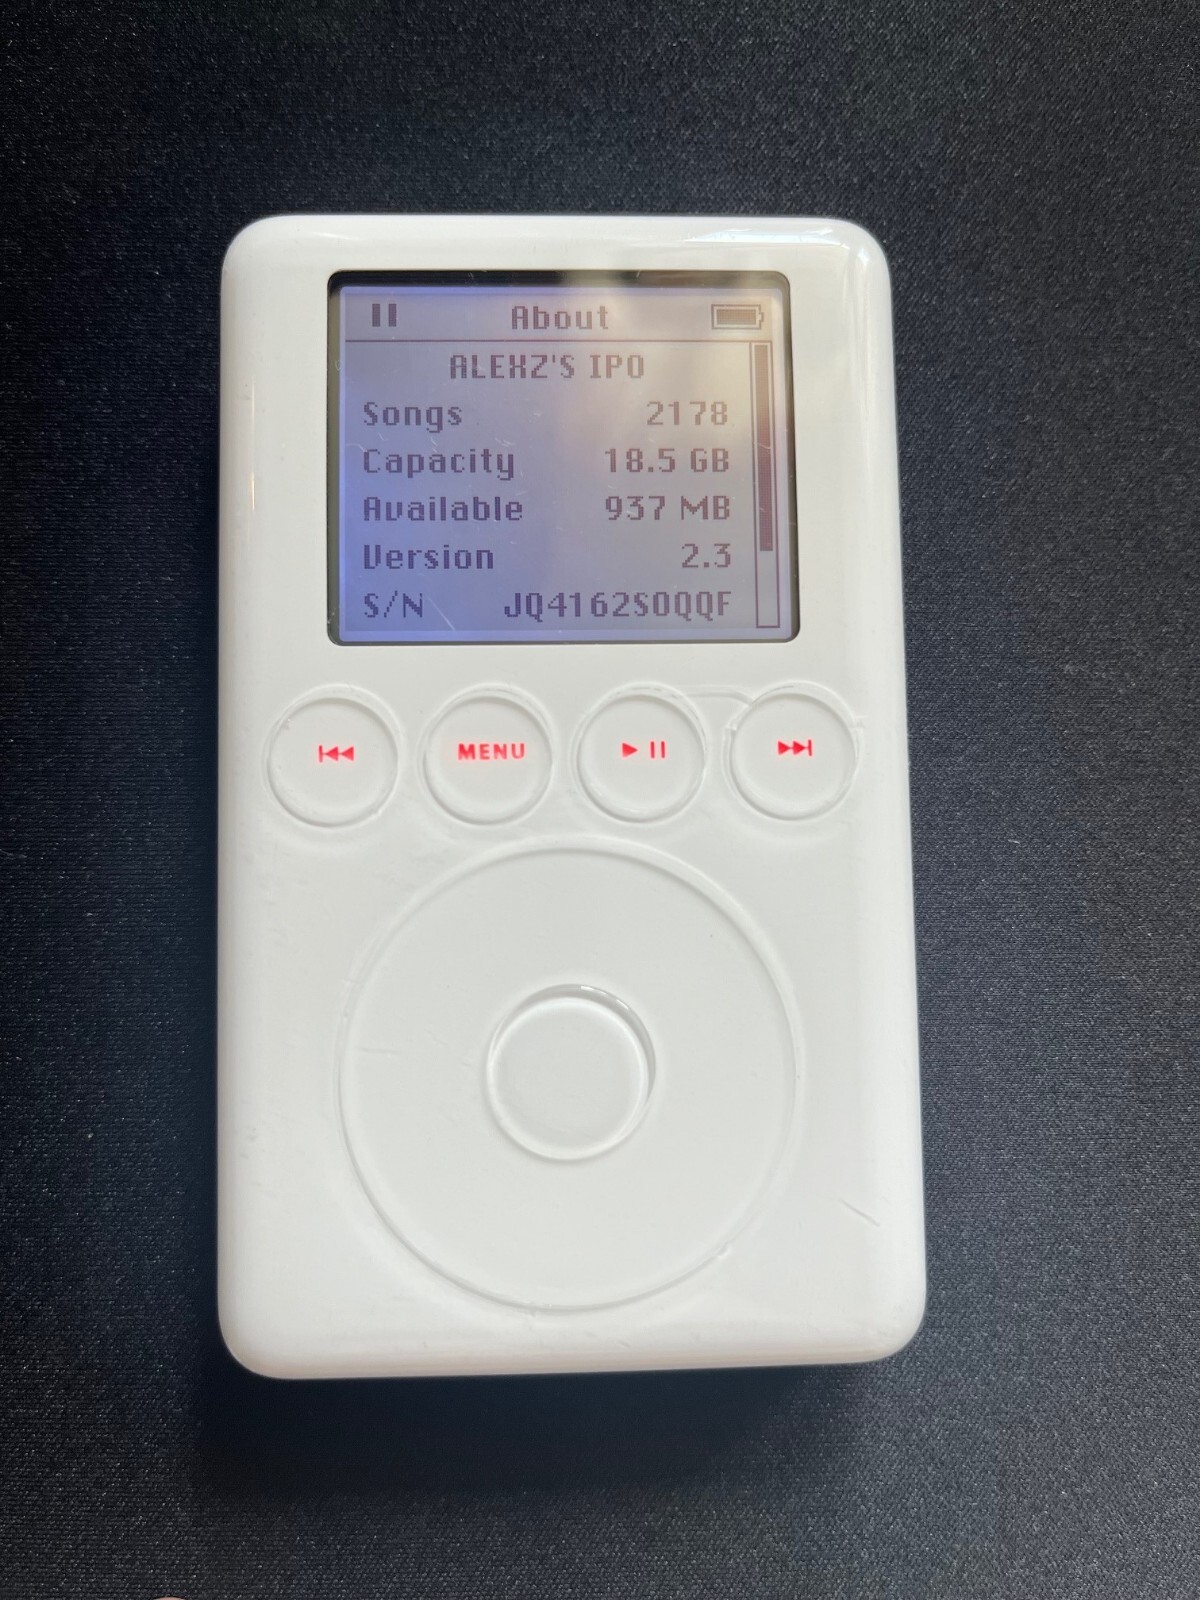 About
ALEXZ'S IPO
Songs 2178
Capacity 18.5 GB
Available 937 MB
Version 2.3
S/N JQ4162S0QQF
MENU